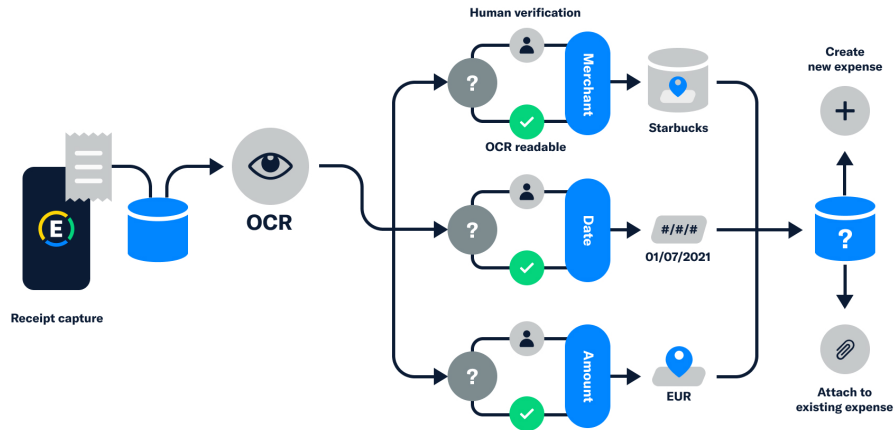 Human verification
?
Merchant
OCR readable
Starbucks
Create
new expense
E
Receipt capture
OCR
?
Date
#/#/#
01/07/2021
?
?
Amount
EUR
Attach to
existing expense